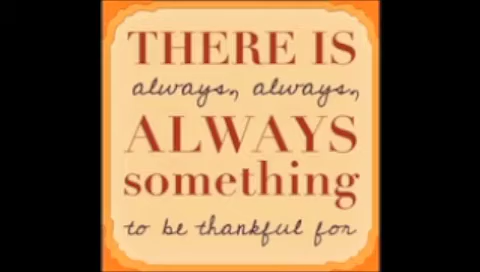 THERE IS
always, always,
ALWAYS
something
to be thankful for